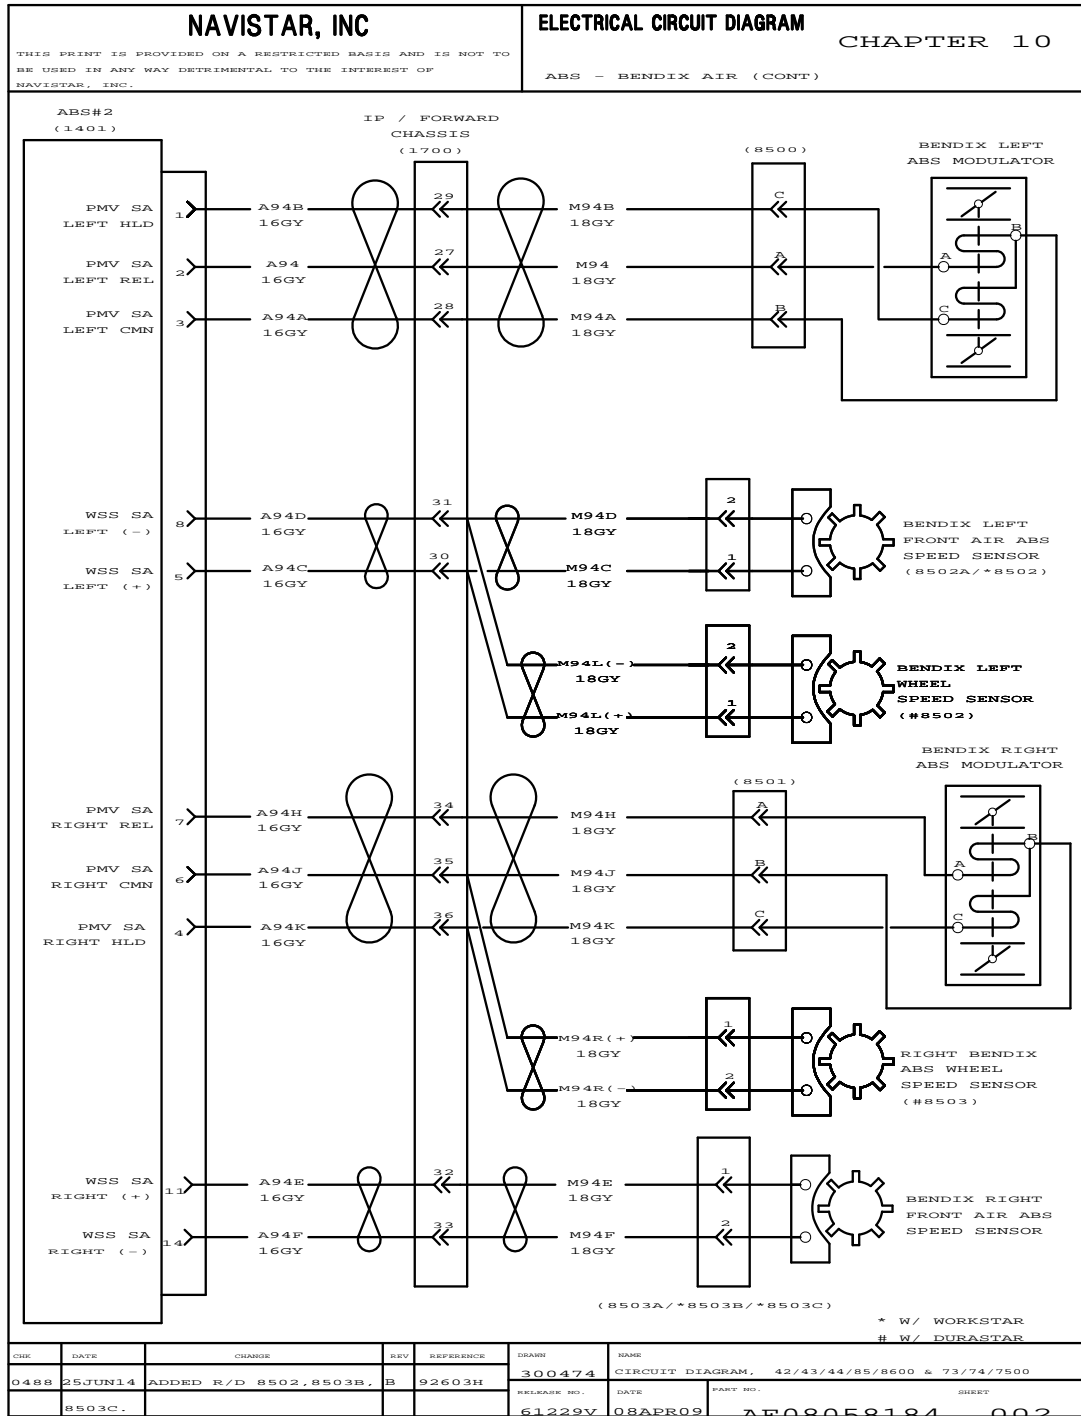 NAVISTAR, INC
THIS PRINT IS PROVIDED ON A RESTRICTED BASIS AND IS NOT TO
BE USED IN ANY WAY DETRIMENTAL TO THE INTEREST OF
NAVISTAR, INC.
ELECTRICAL CIRCUIT DIAGRAM
CHAPTER 10
ABS - BENDIX AIR (CONT)
ABS#2
(1401)
IP / FORWARD
CHASSIS
(1700)
(8500)
BENDIX LEFT
ABS MODULATOR
PMV SA
LEFT HLD
1
A94B
16GY
29
M94B
18GY
C
B
PMV SA
LEFT REL
2
A94
16GY
27
M94
18GY
A
A
PMV SA
LEFT CMN
3
A94A
16GY
28
M94A
18GY
B
C
WSS SA
LEFT (-)
8
A94D
16GY
31
M94D
18GY
2
WSS SA
LEFT (+)
5
A94C
16GY
30
M94C
18GY
1
BENDIX LEFT
FRONT AIR ABS
SPEED SENSOR
(8502A/*8502)
M94L(-)
18GY
2
M94L(+)
18GY
1
BENDIX LEFT
WHEEL
SPEED SENSOR
(#8502)
BENDIX RIGHT
ABS MODULATOR
(8501)
PMV SA
RIGHT REL
7
A94H
16GY
34
M94H
18GY
A
B
PMV SA
RIGHT CMN
6
A94J
16GY
35
M94J
18GY
B
A
PMV SA
RIGHT HLD
4
A94K
16GY
36
M94K
18GY
C
C
M94R(+)
18GY
1
M94R(-)
18GY
2
RIGHT BENDIX
ABS WHEEL
SPEED SENSOR
(#8503)
WSS SA
RIGHT (+)
11
A94E
16GY
32
M94E
18GY
1
WSS SA
RIGHT (-)
14
A94F
16GY
33
M94F
18GY
2
BENDIX RIGHT
FRONT AIR ABS
SPEED SENSOR
(8503A/*8503B/*8503C)
* W/ WORKSTAR
# W/ DURASTAR
CHK DATE CHANGE REV REFERENCE
0488 25JUN14 ADDED R/D 8502,8503B, B 92603H
8503C.
DRAWN
300474
NAME
CIRCUIT DIAGRAM, 42/43/44/85/8600 & 73/74/7500
RELEASE NO.
61229V
DATE
08APR09
PART NO.
AF08058184
SHEET
002